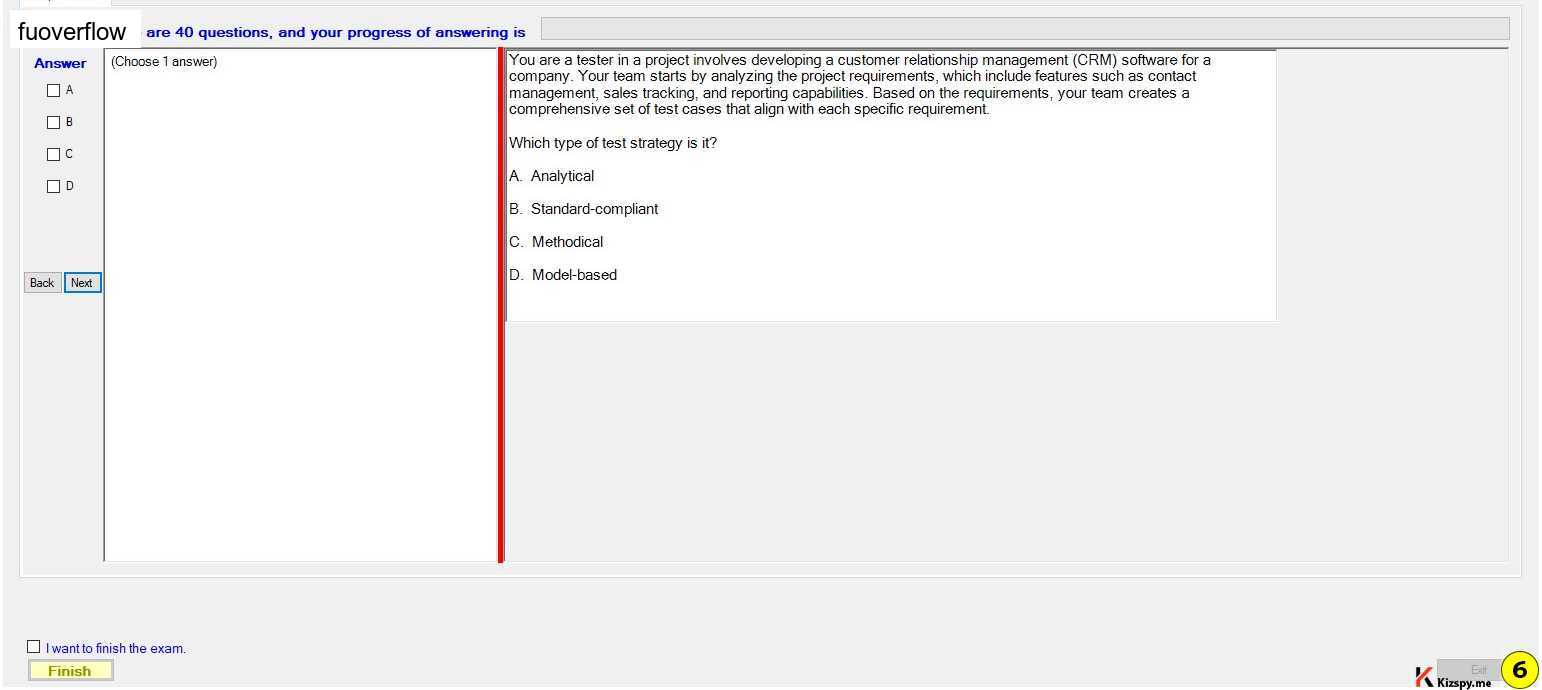 fuoverflow are 40 questions, and your progress of answering is
Answer
(Choose 1 answer)
A
B
C
D
Back Next
You are a tester in a project involves developing a customer relationship management (CRM) software for a
company. Your team starts by analyzing the project requirements, which include features such as contact
management, sales tracking, and reporting capabilities. Based on the requirements, your team creates a
comprehensive set of test cases that align with each specific requirement.
Which type of test strategy is it?
A. Analytical
B. Standard-compliant
C. Methodical
D. Model-based
I want to finish the exam.
Finish
Kizspy.me
Exit
6